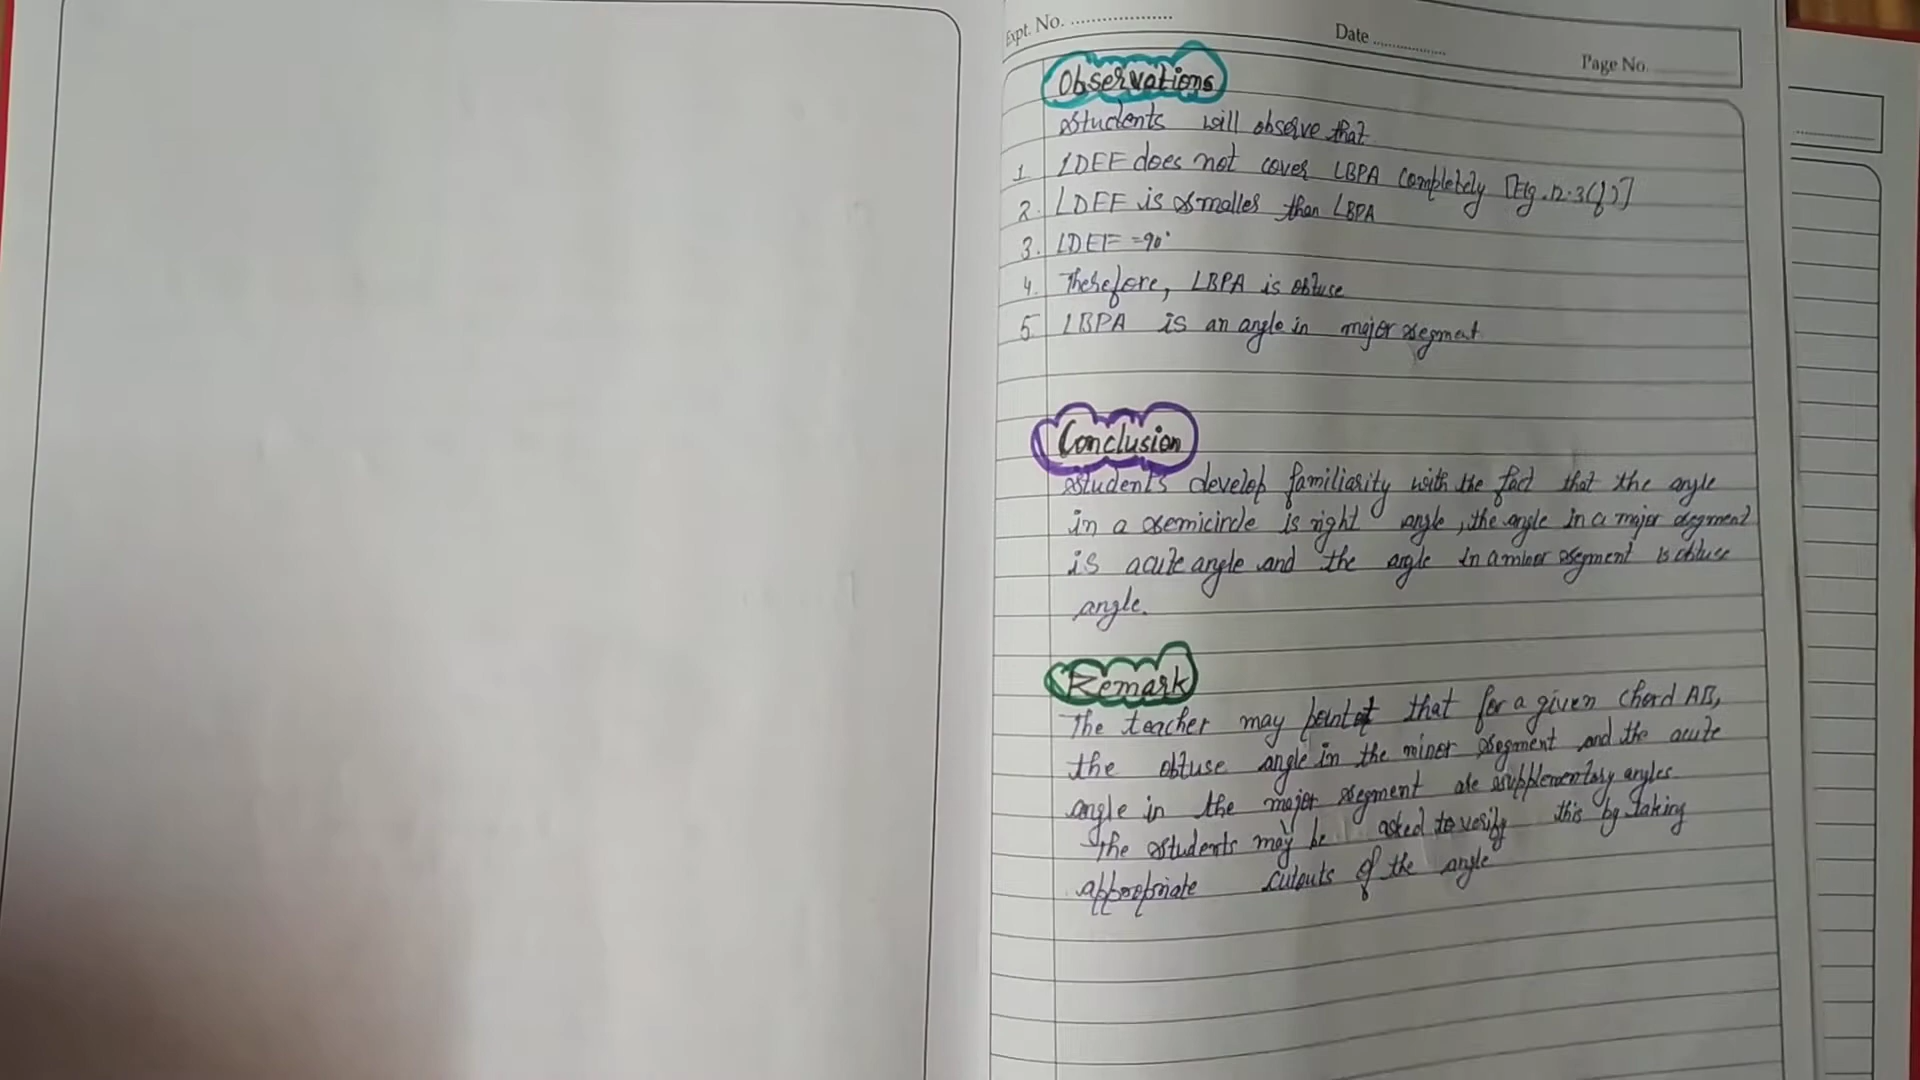 Expt. No. ....................
Date .................
Page No. ..............
Observations
Students will observe that
1. ∠DEF does not cover ∠BPA completely [Fig. 12.3(f)]
2. ∠DEF is smaller than ∠BPA
3. ∠DEF = 90°
4. Therefore, ∠BPA is obtuse
5. ∠BPA is an angle in major segment
Conclusion
Students develop familiarity with the fact that the angle
in a semicircle is right angle, the angle in a major segment
is acute angle and the angle in a minor segment is obtuse
angle.
Remark
The teacher may point that for a given chord AB,
the obtuse angle in the minor segment and the acute
angle in the major segment are supplementary angles
The students may be asked to verify this by taking
appropriate cutouts of the angle